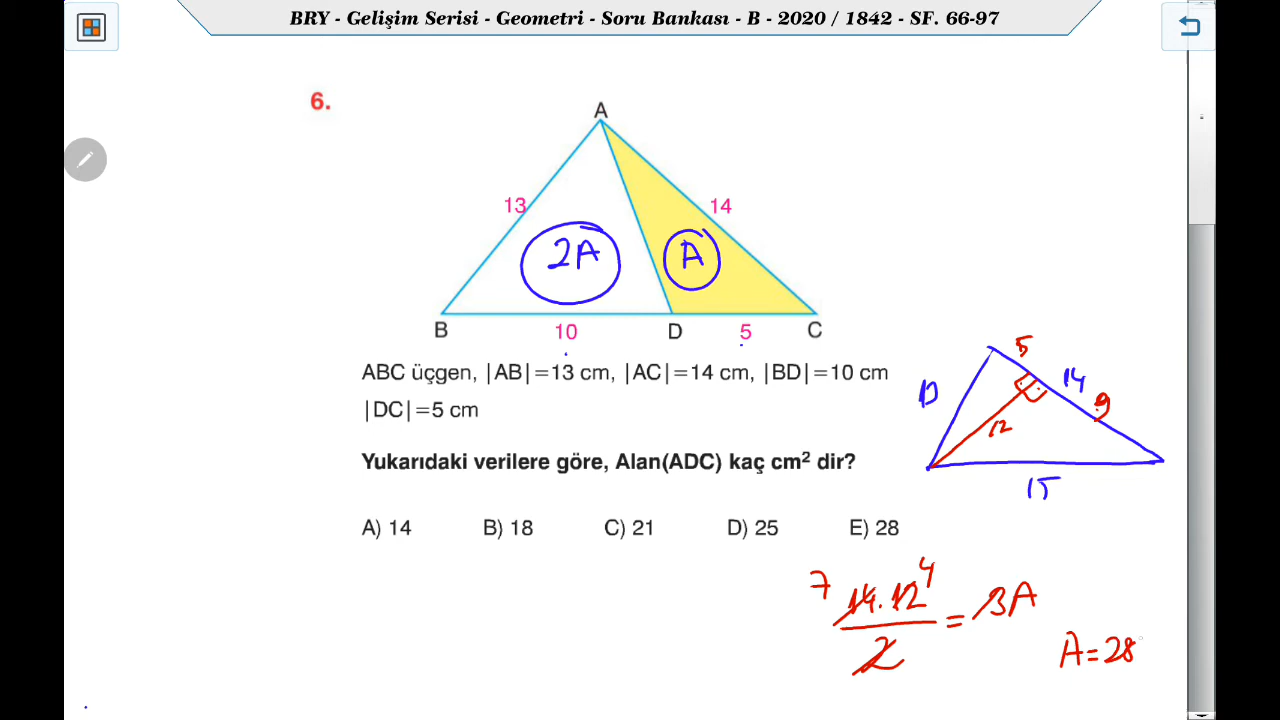 BRY - Gelişim Serisi - Geometri - Soru Bankası - B - 2020 / 1842 - SF. 66-97
6.
A
13
14
2A
A
B
10
D
5
C
ABC üçgen, |AB|=13 cm, |AC|=14 cm, |BD|=10 cm
|DC|=5 cm
Yukarıdaki verilere göre, Alan(ADC) kaç cm² dir?
A) 14 B) 18 C) 21 D) 25 E) 28
5
14
13
9
12
15
7 14.12 4
2
= 3A
A=28